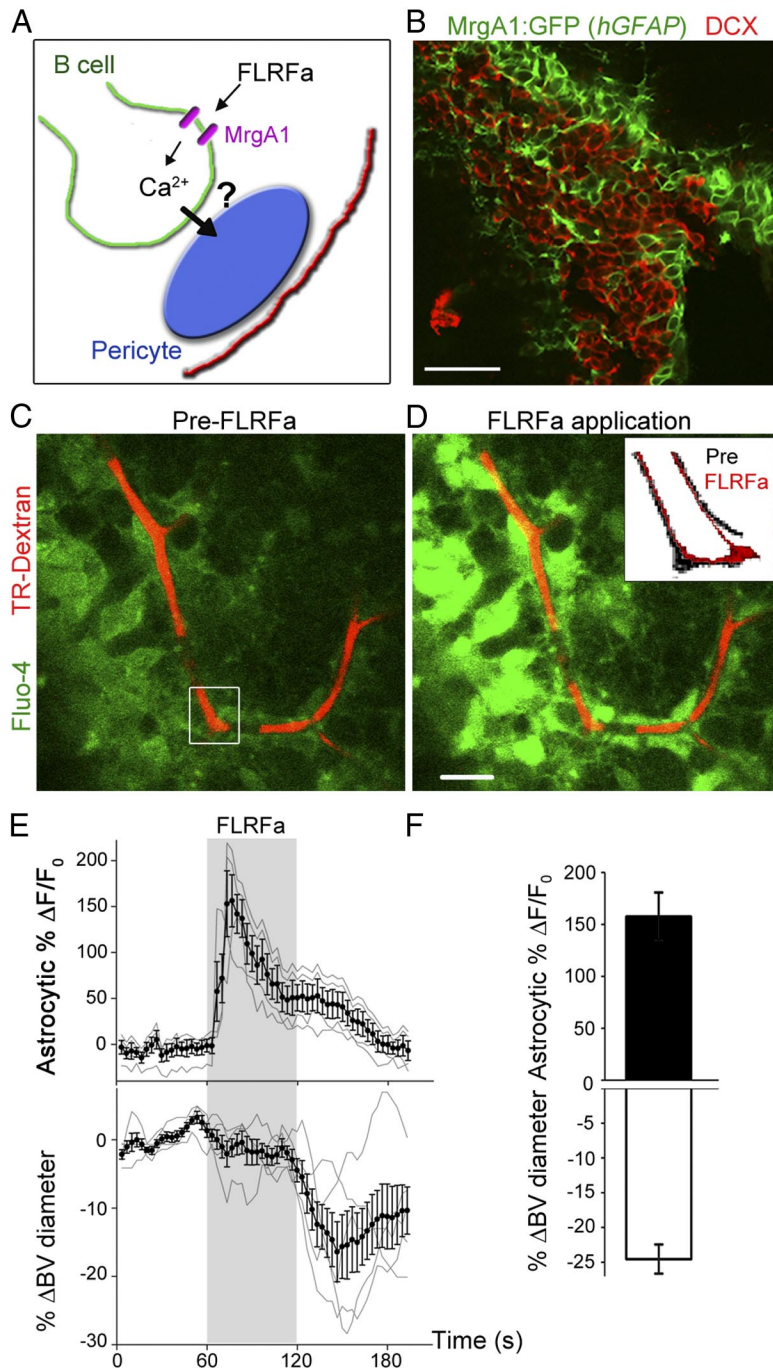 A
B cell
FLRFa
MrgA1
Ca²⁺
?
Pericyte
B
MrgA1:GFP (hGFAP) DCX
C
Pre-FLRFa
Fluo-4 TR-Dextran
D
FLRFa application
Pre
FLRFa
E
FLRFa
Astrocytic % ΔF/F₀
200
150
100
50
0
% ΔBV diameter
0
-10
-20
-30
0
60
120
180
Time (s)
F
Astrocytic % ΔF/F₀
200
150
100
50
0
% ΔBV diameter
0
-5
-10
-15
-20
-25